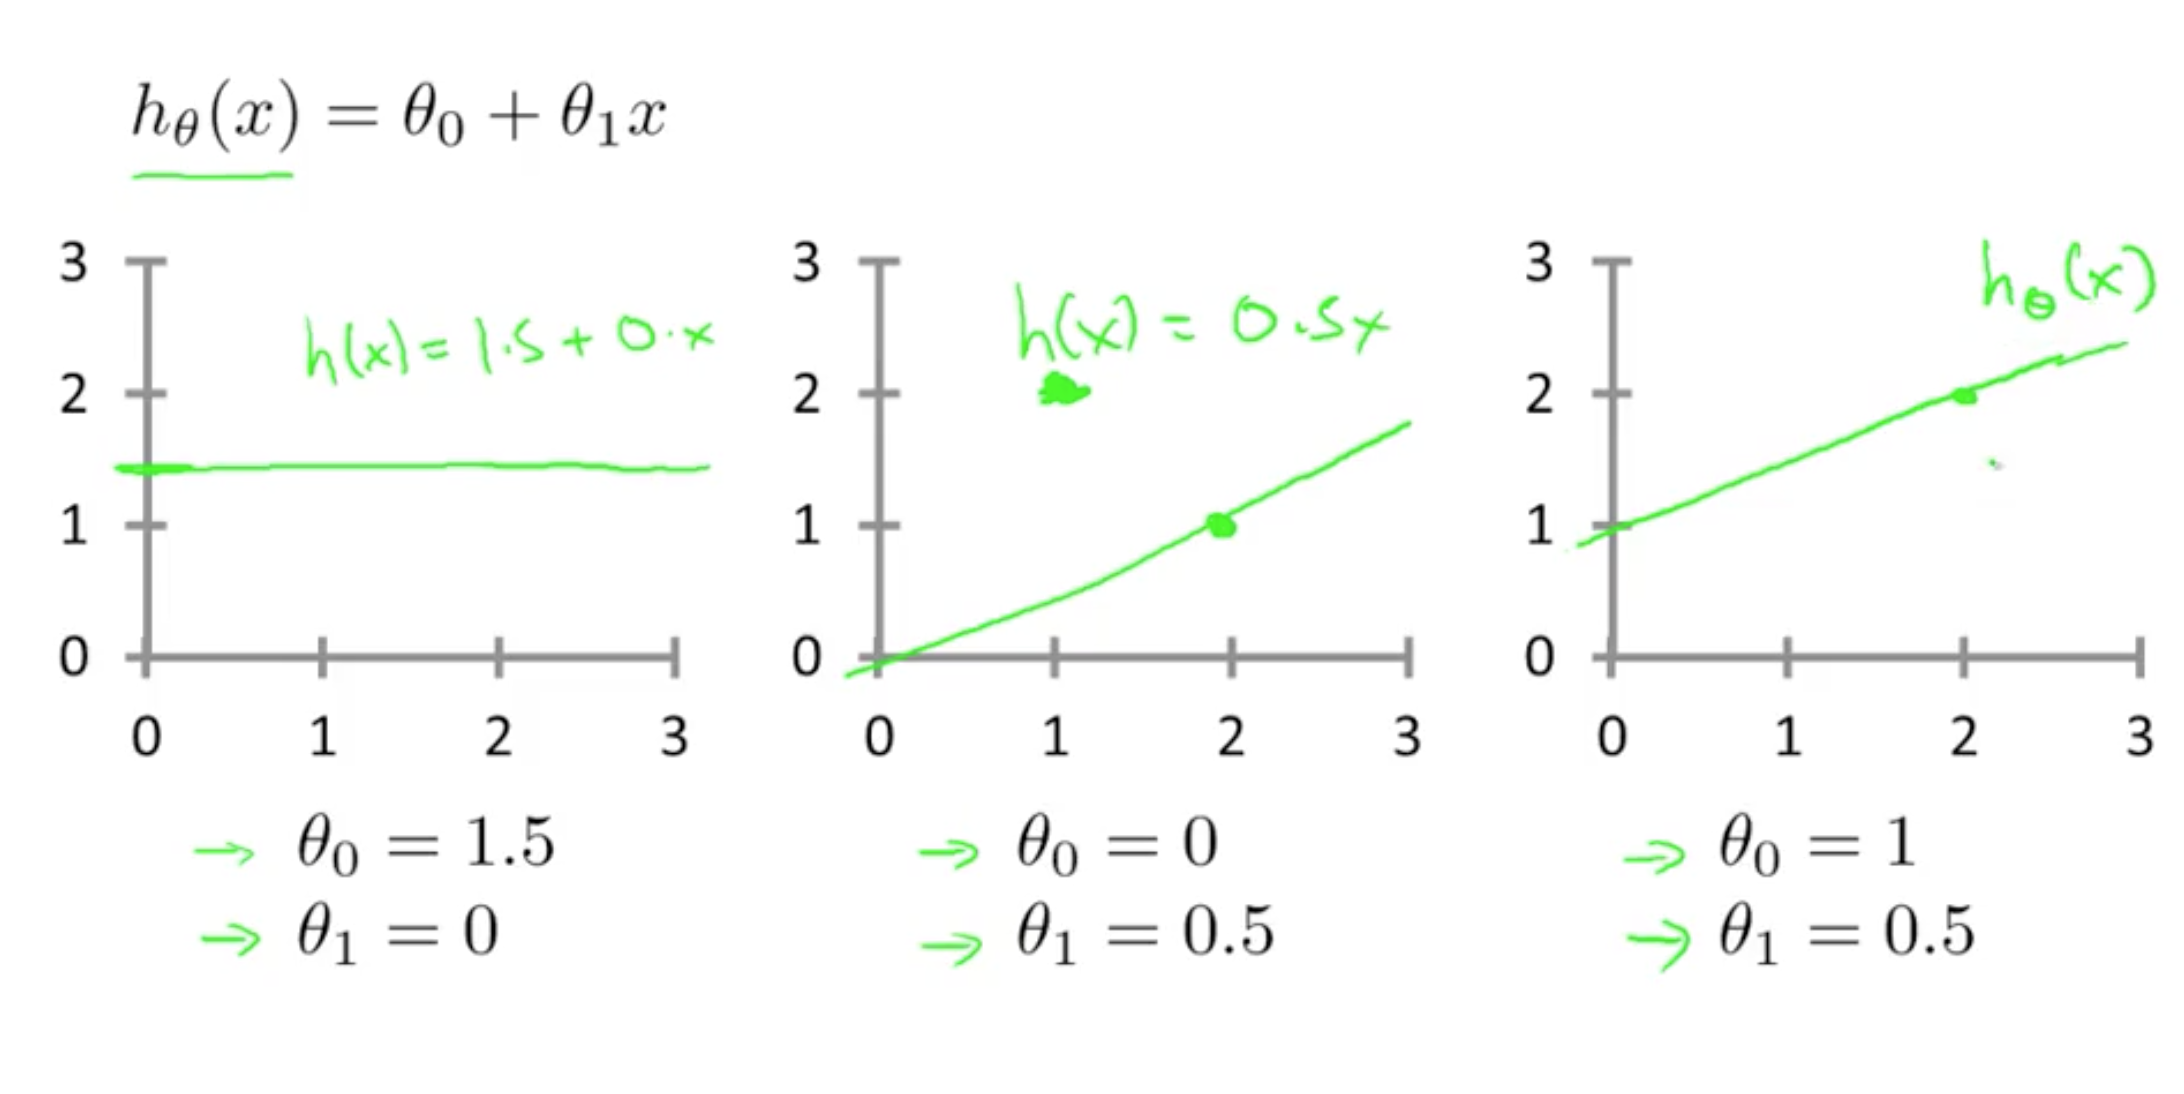 hθ(x) = θ0 + θ1x
3
2
1
0
0 1 2 3
h(x) = 1.5 + 0·x
θ0 = 1.5
θ1 = 0
3
2
1
0
0 1 2 3
h(x) = 0.5x
θ0 = 0
θ1 = 0.5
3
2
1
0
0 1 2 3
hθ(x)
θ0 = 1
θ1 = 0.5